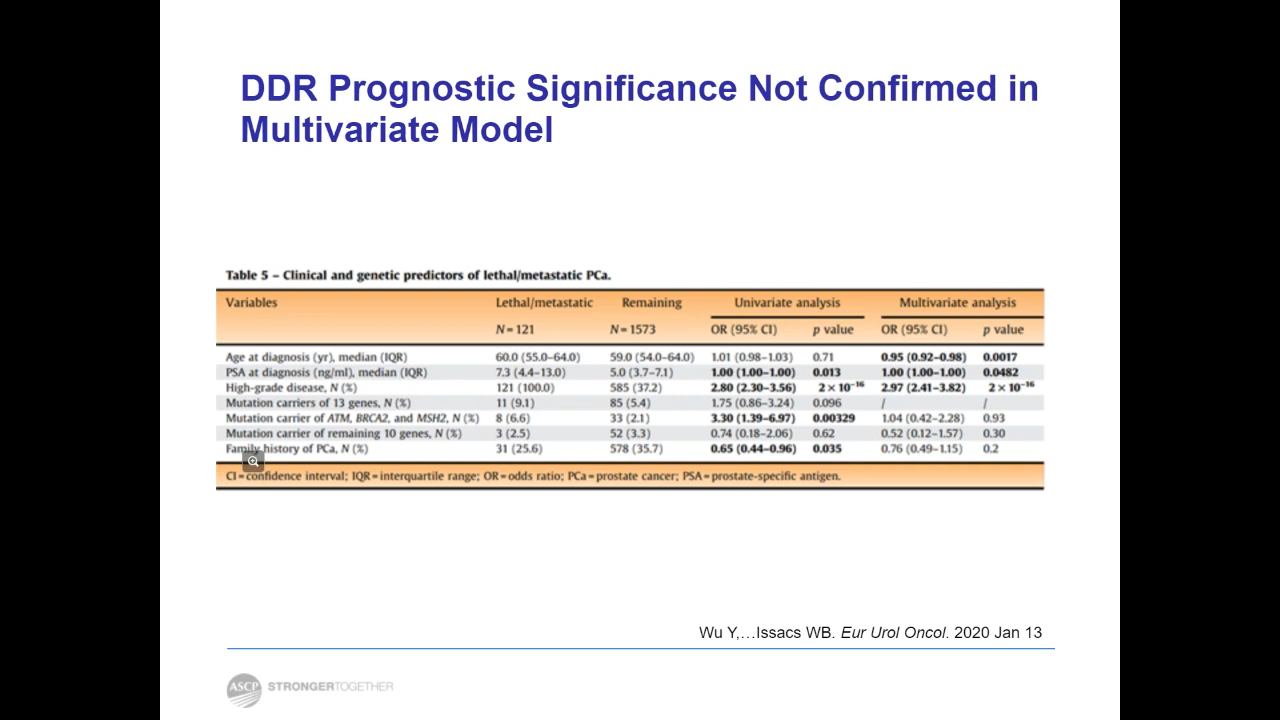 DDR Prognostic Significance Not Confirmed in
Multivariate Model
Table 5 – Clinical and genetic predictors of lethal/metastatic PCa.
Variables Lethal/metastatic Remaining Univariate analysis Multivariate analysis
N = 121 N = 1573 OR (95% CI) p value OR (95% CI) p value
Age at diagnosis (yr), median (IQR) 60.0 (55.0–64.0) 59.0 (54.0–64.0) 1.01 (0.98–1.03) 0.71 0.95 (0.92–0.98) 0.0017
PSA at diagnosis (ng/ml), median (IQR) 7.3 (4.4–13.0) 5.0 (3.7–7.1) 1.00 (1.00–1.00) 0.013 1.00 (1.00–1.00) 0.0482
High-grade disease, N (%) 121 (100.0) 585 (37.2) 2.80 (2.30–3.56) 2 × 10⁻¹⁶ 2.97 (2.41–3.82) 2 × 10⁻¹⁶
Mutation carriers of 13 genes, N (%) 11 (9.1) 85 (5.4) 1.75 (0.86–3.24) 0.096 / /
Mutation carrier of ATM, BRCA2, and MSH2, N (%) 8 (6.6) 33 (2.1) 3.30 (1.39–6.97) 0.00329 1.04 (0.42–2.28) 0.93
Mutation carrier of remaining 10 genes, N (%) 3 (2.5) 52 (3.3) 0.74 (0.18–2.06) 0.62 0.52 (0.12–1.57) 0.30
Family history of PCa, N (%) 31 (25.6) 578 (35.7) 0.65 (0.44–0.96) 0.035 0.76 (0.49–1.15) 0.2
CI = confidence interval; IQR = interquartile range; OR = odds ratio; PCa = prostate cancer; PSA = prostate-specific antigen.
Wu Y,…Issacs WB. Eur Urol Oncol. 2020 Jan 13
ASCP STRONGERTOGETHER